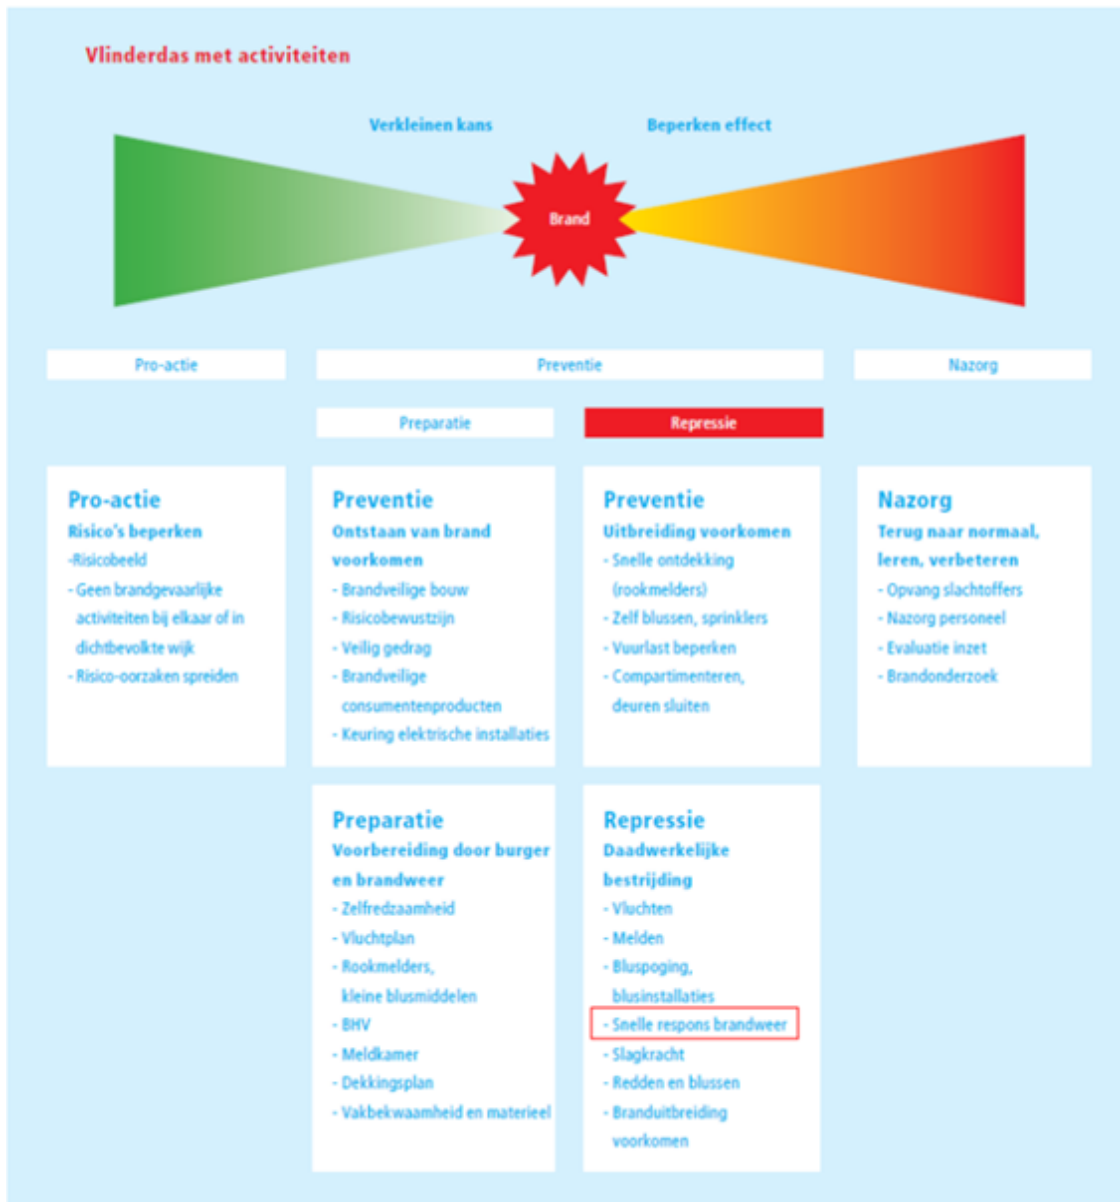 Vlinderdas met activiteiten
Verkleinen kans
Beperken effect
Brand
Pro-actie
Preventie
Nazorg
Preparatie
Repressie
Pro-actie
Risico's beperken
-Risicobeeld
- Geen brandgevaarlijke
activiteiten bij elkaar of in
dichtbevolkte wijk
- Risico-oorzaken spreiden
Preventie
Ontstaan van brand
voorkomen
- Brandveilige bouw
- Risicobewustzijn
- Veilig gedrag
- Brandveilige
consumentenproducten
- Keuring elektrische installaties
Preventie
Uitbreiding voorkomen
- Snelle ontdekking
(rookmelders)
- Zelf blussen, sprinklers
- Vuurlast beperken
- Compartimenteren,
deuren sluiten
Nazorg
Terug naar normaal,
leren, verbeteren
- Opvang slachtoffers
- Nazorg personeel
- Evaluatie inzet
- Brandonderzoek
Preparatie
Voorbereiding door burger
en brandweer
- Zelfredzaamheid
- Vluchtplan
- Rookmelders,
kleine blusmiddelen
- BHV
- Meldkamer
- Dekkingsplan
- Vakbekwaamheid en materieel
Repressie
Daadwerkelijke
bestrijding
- Vluchten
- Melden
- Bluspoging,
blusinstallaties
- Snelle respons brandweer
- Slagkracht
- Redden en blussen
- Branduitbreiding
voorkomen